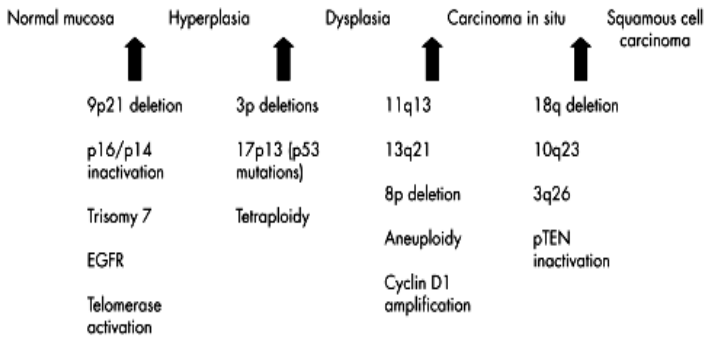 Normal mucosa
Hyperplasia
Dysplasia
Carcinoma in situ
Squamous cell
carcinoma
9p21 deletion
p16/p14
inactivation
Trisomy 7
EGFR
Telomerase
activation
3p deletions
17p13 (p53
mutations)
Tetraploidy
11q13
13q21
8p deletion
Aneuploidy
Cyclin D1
amplification
18q deletion
10q23
3q26
pTEN
inactivation